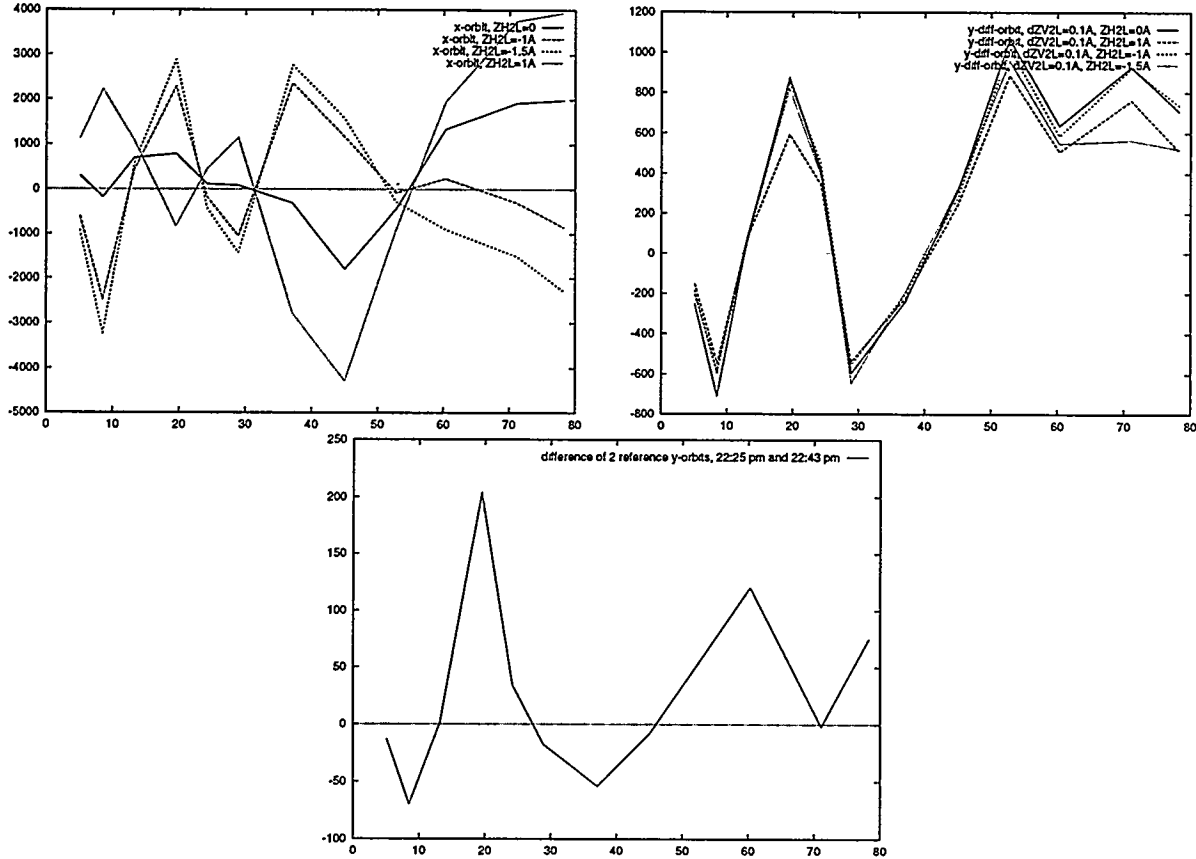 4000
3000
2000
1000
0
-1000
-2000
-3000
-4000
-5000
0 10 20 30 40 50 60 70 80
x-orbit, ZH2L=0
x-orbit, ZH2L=-1A
x-orbit, ZH2L=-1.5A
x-orbit, ZH2L=1A
1200
1000
800
600
400
200
0
-200
-400
-600
-800
0 10 20 30 40 50 60 70 80
y-diff-orbit, dZV2L=0.1A, ZH2L=0A
y-diff-orbit, dZV2L=0.1A, ZH2L=1A
y-diff-orbit, dZV2L=0.1A, ZH2L=-1A
y-diff-orbit, dZV2L=0.1A, ZH2L=-1.5A
250
200
150
100
50
0
-50
-100
0 10 20 30 40 50 60 70 80
difference of 2 reference y-orbits, 22:25 pm and 22:43 pm